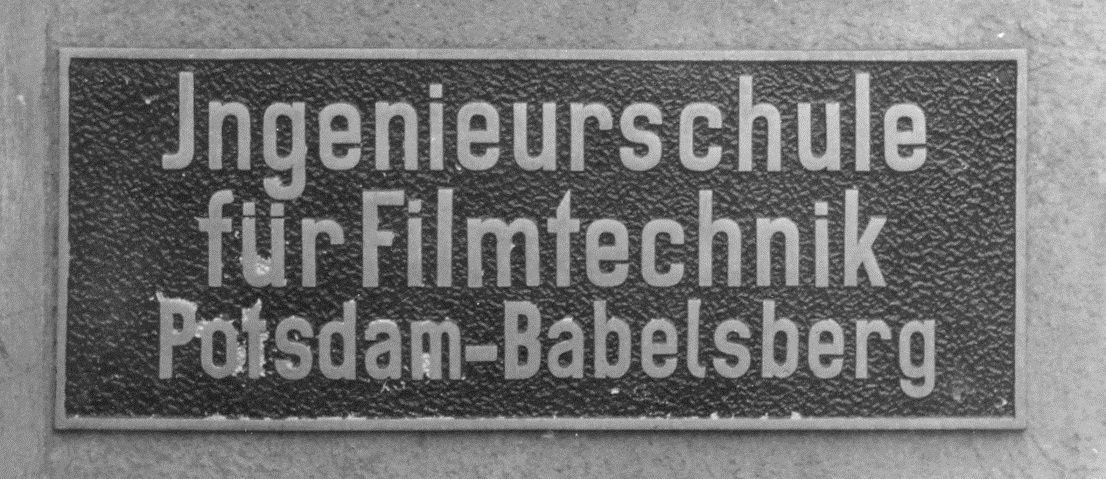 Jngenieurschule
für Filmtechnik
Potsdam-Babelsberg